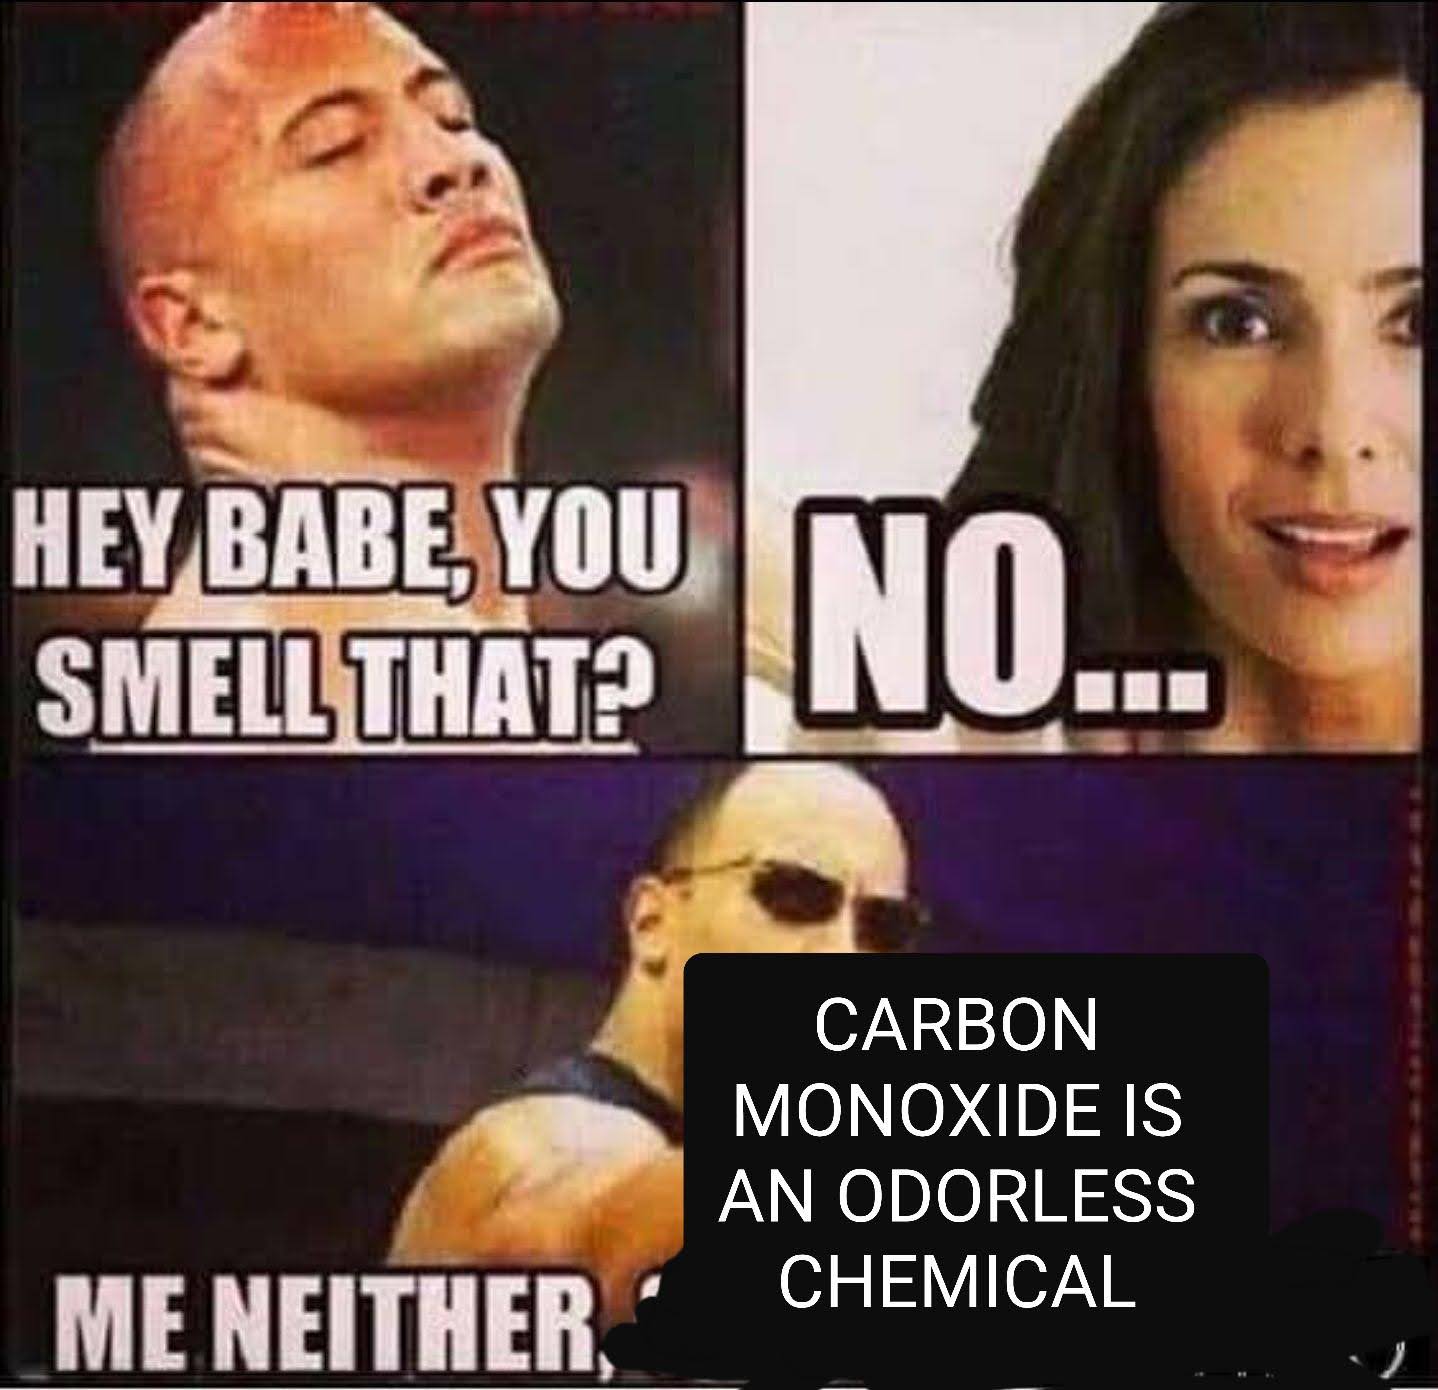 HEY BABE, YOU
SMELL THAT?
NO...
CARBON
MONOXIDE IS
AN ODORLESS
CHEMICAL
ME NEITHER,